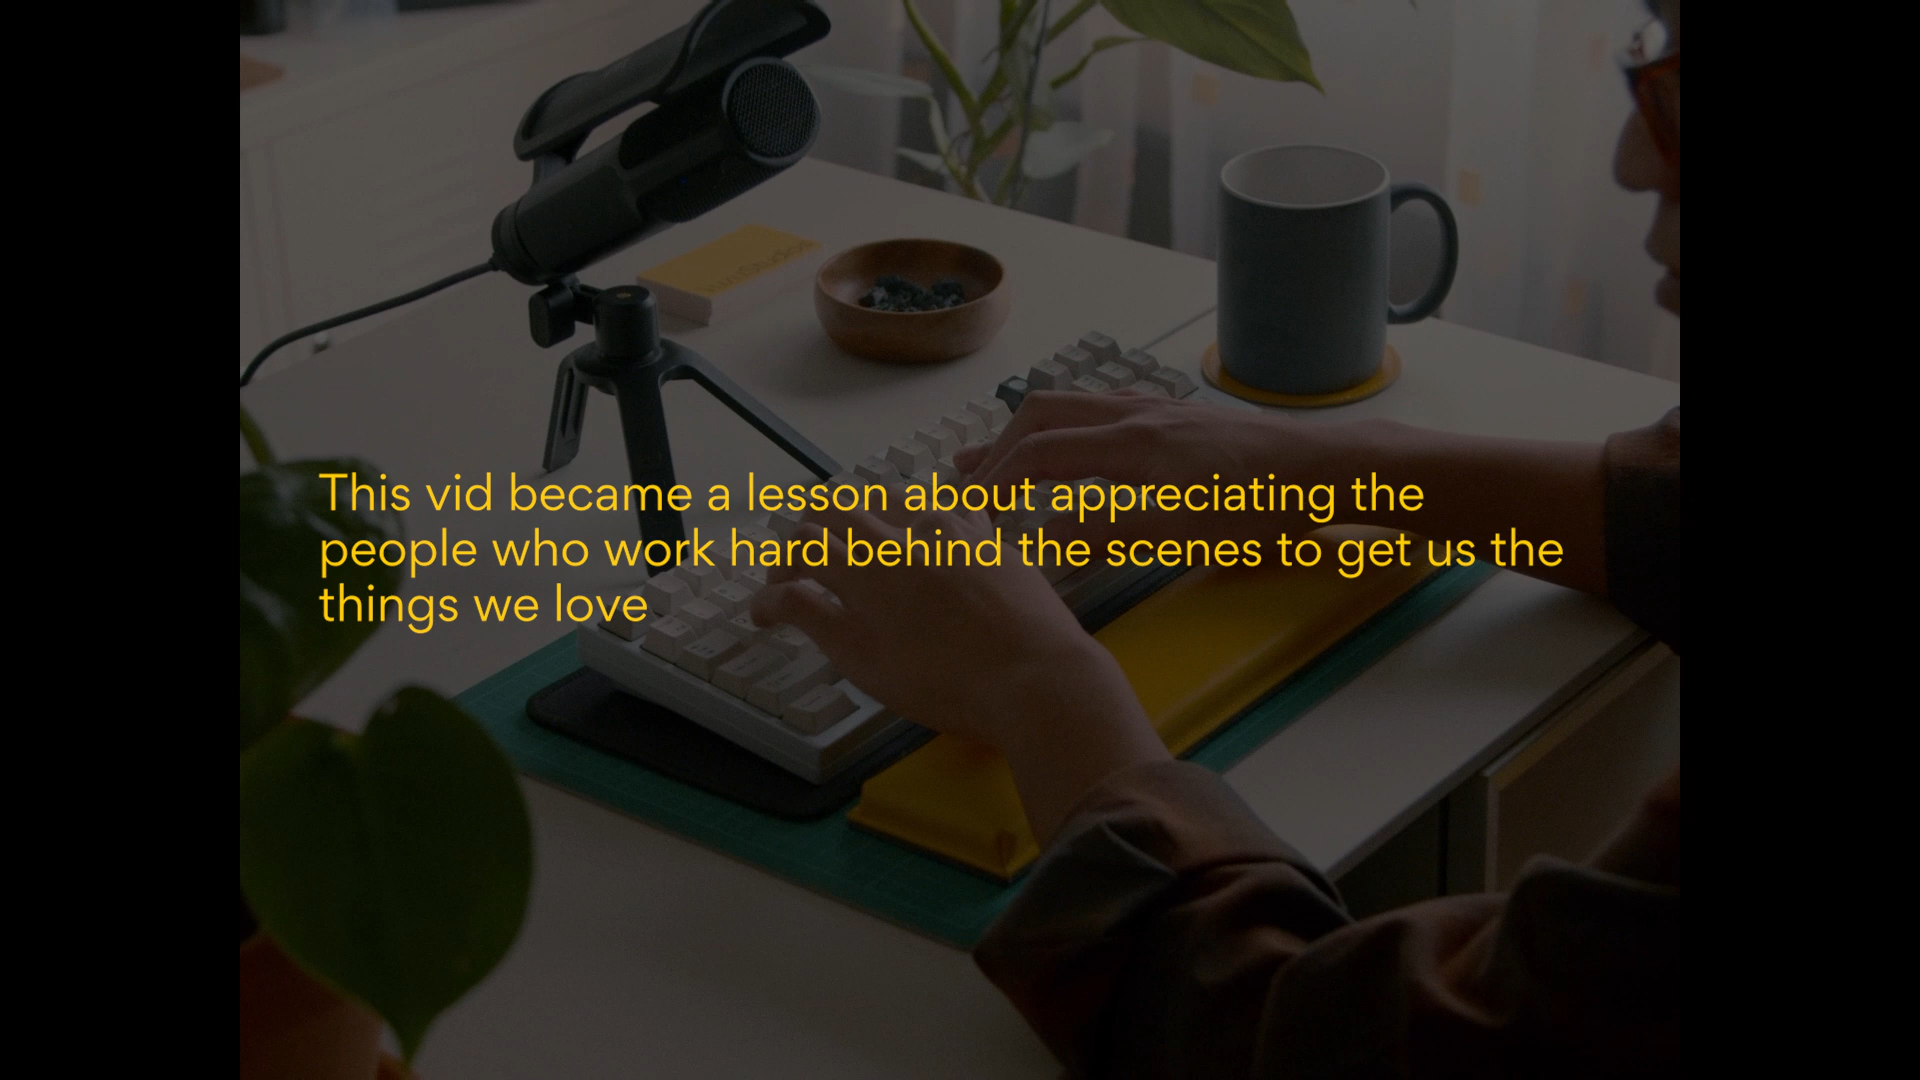 This vid became a lesson about appreciating the
people who work hard behind the scenes to get us the
things we love